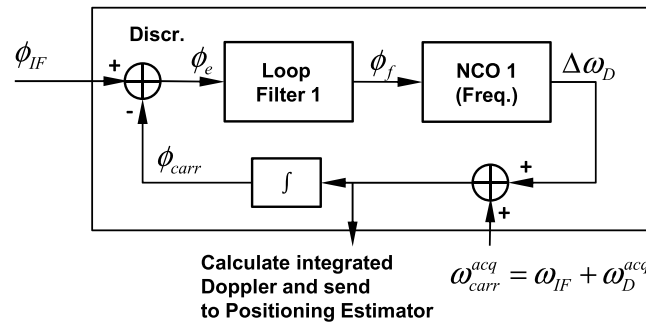 Discr.
ϕ_IF
+
ϕ_e
Loop
Filter 1
ϕ_f
NCO 1
(Freq.)
Δω_D
-
ϕ_carr
∫
+
+
Calculate integrated
Doppler and send
to Positioning Estimator
ω_carr^acq = ω_IF + ω_D^acq